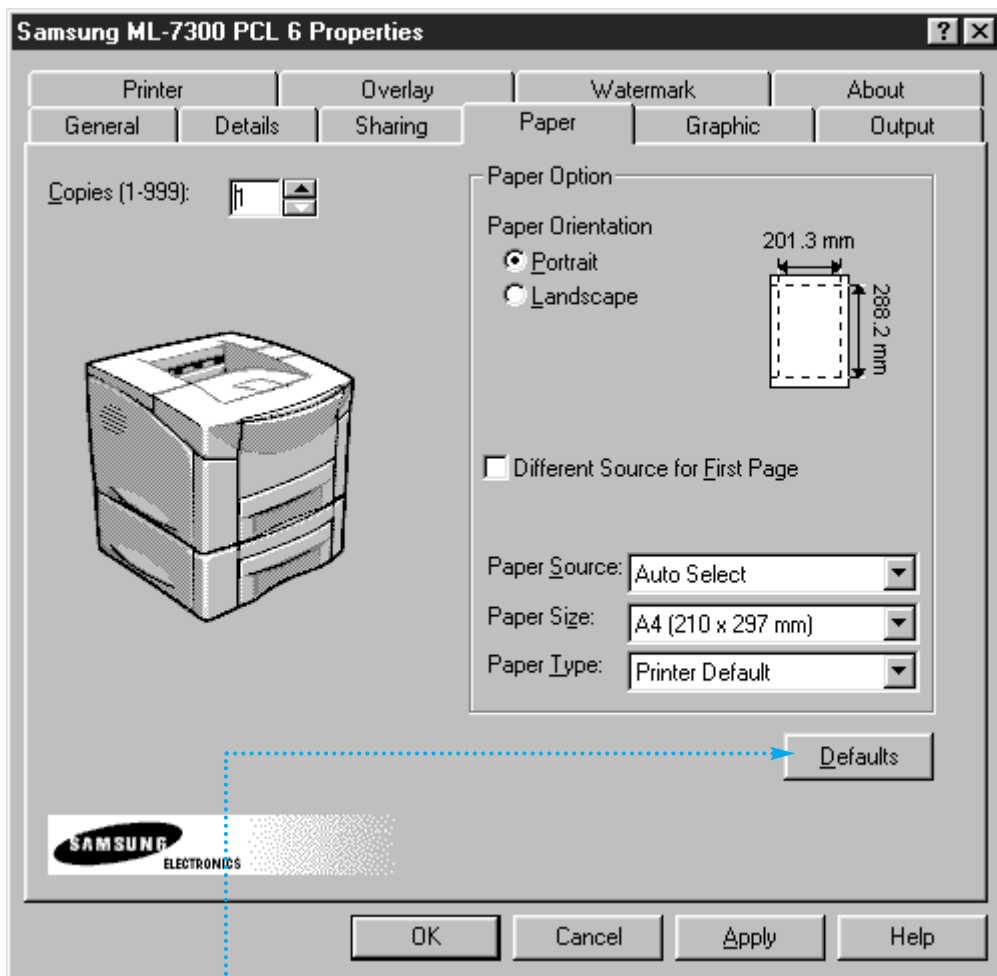 Samsung ML-7300 PCL 6 Properties
Printer Overlay Watermark About
General Details Sharing Paper Graphic Output
Copies (1-999): 1
Paper Option
Paper Orientation
Portrait
Landscape
201.3 mm
288.2 mm
Different Source for First Page
Paper Source: Auto Select
Paper Size: A4 (210 x 297 mm)
Paper Type: Printer Default
Defaults
SAMSUNG
ELECTRONICS
OK Cancel Apply Help